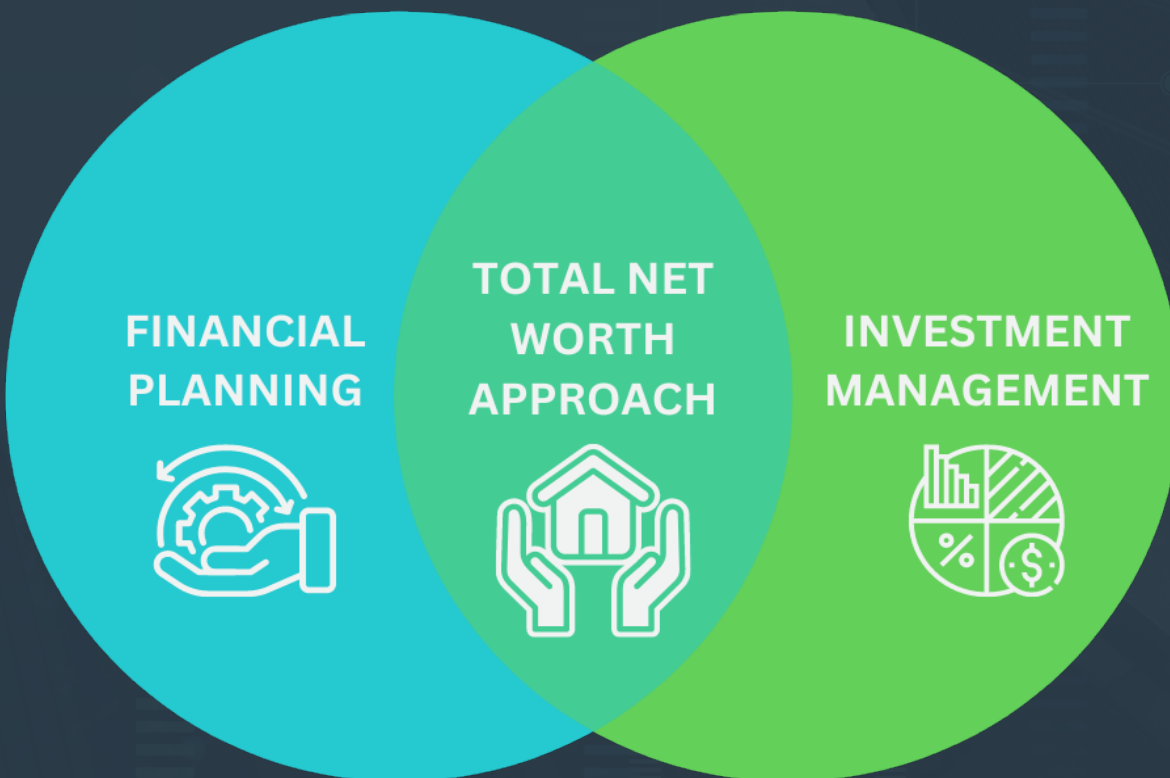 FINANCIAL
PLANNING
TOTAL NET
WORTH
APPROACH
INVESTMENT
MANAGEMENT
%
$